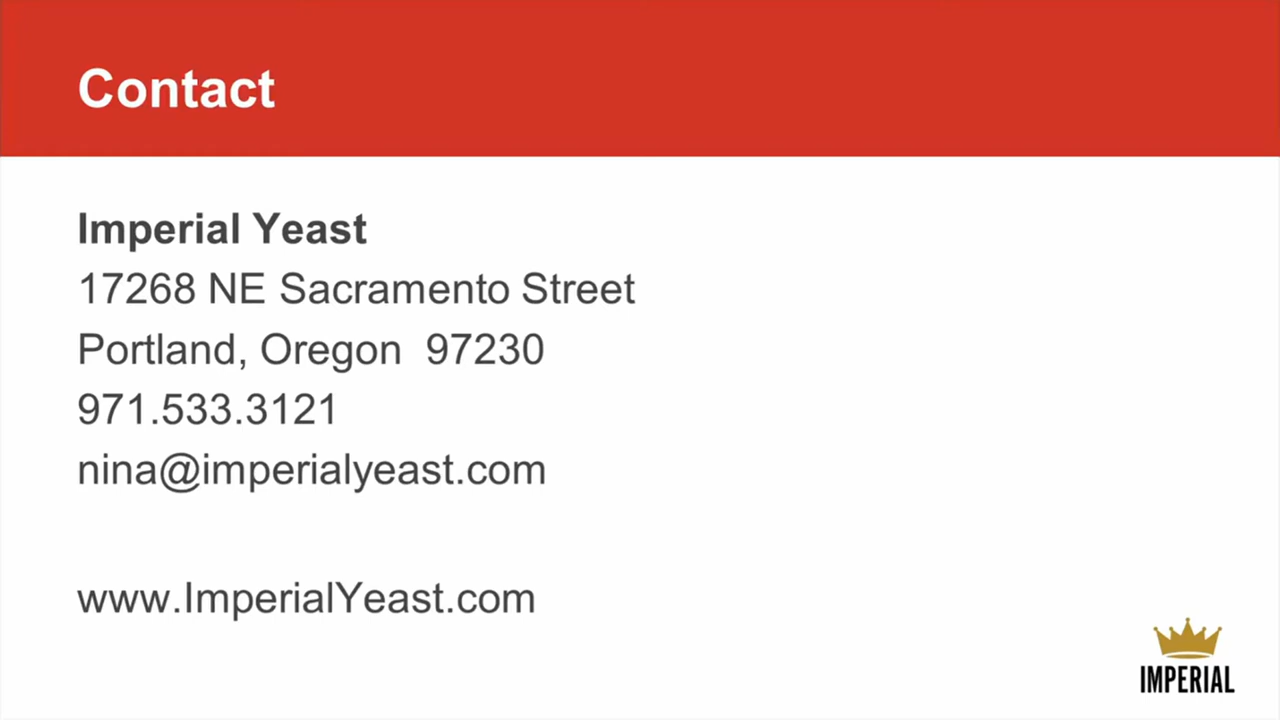 Contact
Imperial Yeast
17268 NE Sacramento Street
Portland, Oregon  97230
971.533.3121
nina@imperialyeast.com
www.ImperialYeast.com
IMPERIAL